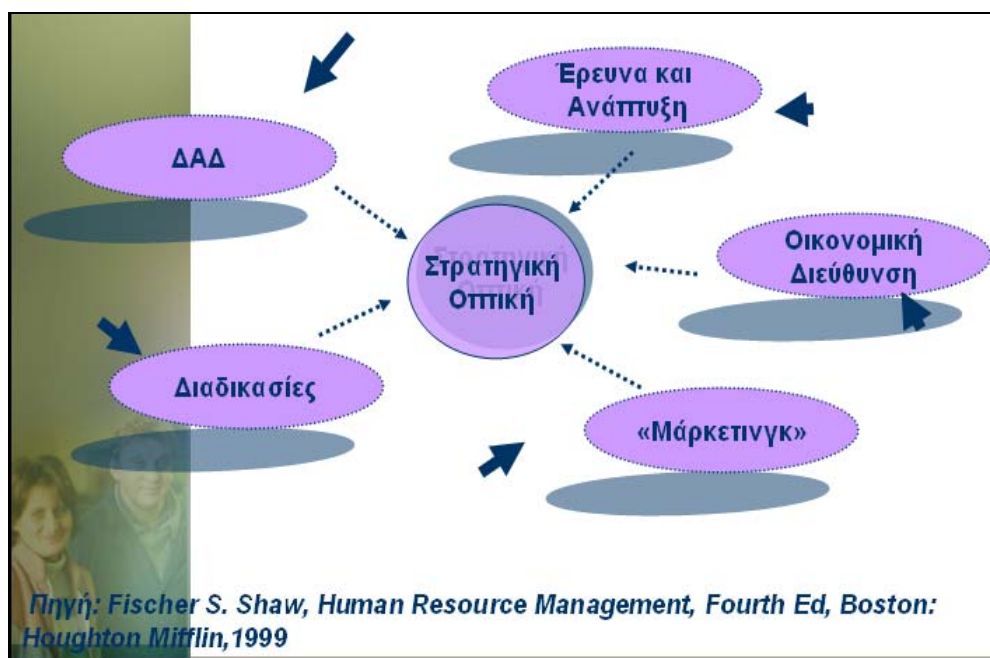 Έρευνα και
Ανάπτυξη
ΔΑΔ
Οικονομική
Διεύθυνση
Στρατηγική
Οπτική
Διαδικασίες
«Μάρκετινγκ»
Πηγή: Fischer S. Shaw, Human Resource Management, Fourth Ed, Boston:
Houghton Mifflin,1999